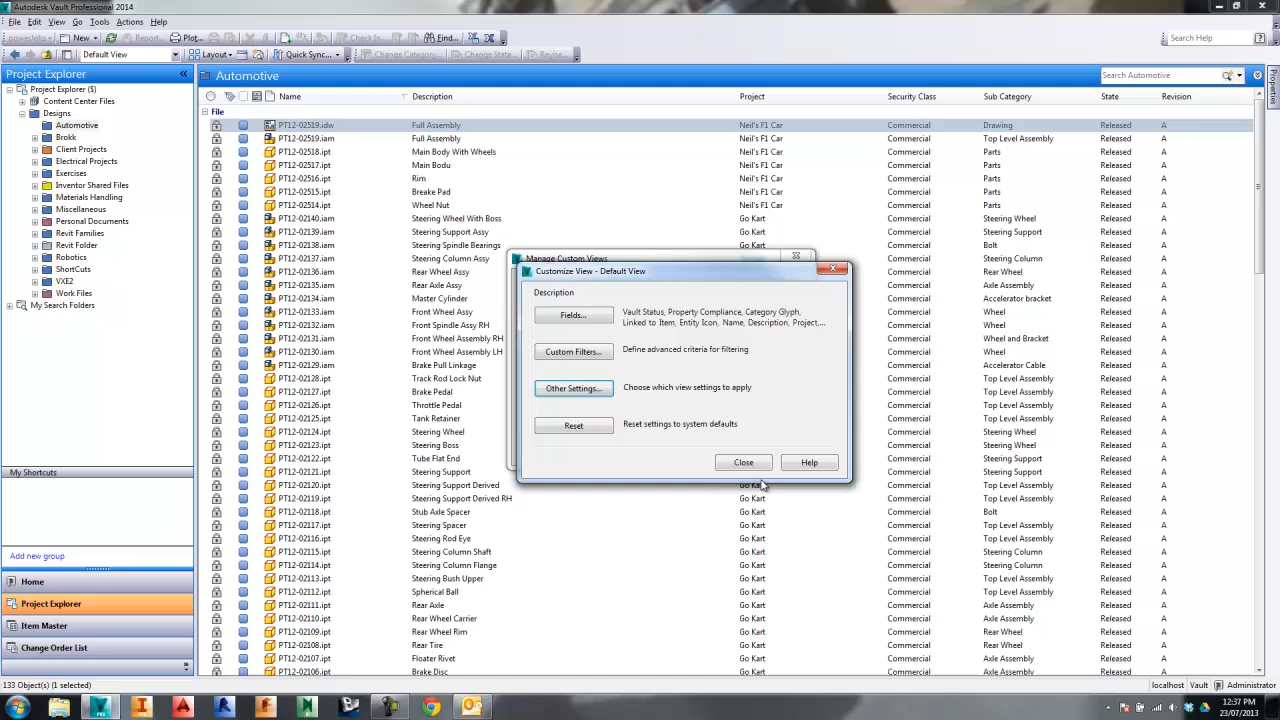 Autodesk Vault Professional 2014
File Edit View Go Tools Actions Help
powerJobs New Report... Plot... Check In... Find... Search Help
Default View Layout Quick Sync... Change Category... Change State... Revise...
Project Explorer
Project Explorer ($)
Content Center Files
Designs
Automotive
Brokk
Client Projects
Electrical Projects
Exercises
Inventor Shared Files
Materials Handling
Miscellaneous
Personal Documents
Revit Families
Revit Folder
Robotics
ShortCuts
VXE2
Work Files
My Search Folders
My Shortcuts
Add new group
Home
Project Explorer
Item Master
Change Order List
Automotive Search Automotive
Properties
Name Description Project Security Class Sub Category State Revision
File
PT12-02519.idw Full Assembly Neil's F1 Car Commercial Drawing Released A
PT12-02519.iam Full Assembly Neil's F1 Car Commercial Top Level Assembly Released A
PT12-02518.ipt Main Body With Wheels Neil's F1 Car Commercial Parts Released A
PT12-02517.ipt Main Bodu Neil's F1 Car Commercial Parts Released A
PT12-02516.ipt Rim Neil's F1 Car Commercial Parts Released A
PT12-02515.ipt Breake Pad Neil's F1 Car Commercial Parts Released A
PT12-02514.ipt Wheel Nut Neil's F1 Car Commercial Parts Released A
PT12-02140.iam Steering Wheel With Boss Go Kart Commercial Steering Wheel Released A
PT12-02139.iam Steering Support Assy Go Kart Commercial Steering Support Released A
PT12-02138.iam Steering Spindle Bearings Go Kart Commercial Bolt Released A
PT12-02137.iam Steering Column Assy Commercial Steering Column Released A
PT12-02136.iam Rear Wheel Assy Commercial Rear Wheel Released A
PT12-02135.iam Rear Axle Assy Commercial Axle Assembly Released A
PT12-02134.iam Master Cylinder Commercial Accelerator bracket Released A
PT12-02133.iam Front Wheel Assy Commercial Wheel Released A
PT12-02132.iam Front Spindle Assy RH Commercial Wheel Released A
PT12-02131.iam Front Wheel Assembly RH Commercial Wheel and Bracket Released A
PT12-02130.iam Front Wheel Assembly LH Commercial Wheel Released A
PT12-02129.iam Brake Pull Linkage Commercial Accelerator Cable Released A
PT12-02128.ipt Track Rod Lock Nut Commercial Top Level Assembly Released A
PT12-02127.ipt Brake Pedal Commercial Top Level Assembly Released A
PT12-02126.ipt Throttle Pedal Commercial Top Level Assembly Released A
PT12-02125.ipt Tank Retainer Commercial Top Level Assembly Released A
PT12-02124.ipt Steering Wheel Commercial Steering Wheel Released A
PT12-02123.ipt Steering Boss Commercial Steering Wheel Released A
PT12-02122.ipt Tube Flat End Commercial Steering Support Released A
PT12-02121.ipt Steering Support Commercial Steering Support Released A
PT12-02120.ipt Steering Support Derived Go Kart Commercial Top Level Assembly Released A
PT12-02119.ipt Steering Support Derived RH Go Kart Commercial Top Level Assembly Released A
PT12-02118.ipt Stub Axle Spacer Go Kart Commercial Top Level Assembly Released A
PT12-02117.ipt Steering Spacer Go Kart Commercial Top Level Assembly Released A
PT12-02116.ipt Steering Rod Eye Go Kart Commercial Top Level Assembly Released A
PT12-02115.ipt Steering Column Shaft Go Kart Commercial Steering Column Released A
PT12-02114.ipt Steering Column Flange Go Kart Commercial Steering Column Released A
PT12-02113.ipt Steering Bush Upper Go Kart Commercial Top Level Assembly Released A
PT12-02112.ipt Spherical Ball Go Kart Commercial Top Level Assembly Released A
PT12-02111.ipt Rear Axle Go Kart Commercial Axle Assembly Released A
PT12-02110.ipt Rear Wheel Carrier Go Kart Commercial Axle Assembly Released A
PT12-02109.ipt Rear Wheel Rim Go Kart Commercial Rear Wheel Released A
PT12-02108.ipt Rear Tire Go Kart Commercial Rear Wheel Released A
PT12-02107.ipt Floater Rivet Go Kart Commercial Axle Assembly Released A
PT12-02106.ipt Brake Disc Go Kart Commercial Axle Assembly Released A
Manage Custom Views
Customize View - Default View
Description
Fields... Vault Status, Property Compliance, Category Glyph,
Linked to Item, Entity Icon, Name, Description, Project,...
Custom Filters... Define advanced criteria for filtering
Other Settings... Choose which view settings to apply
Reset Reset settings to system defaults
Close Help
133 Object(s) (1 selected) localhost Vault Administrator
12:37 PM
23/07/2013